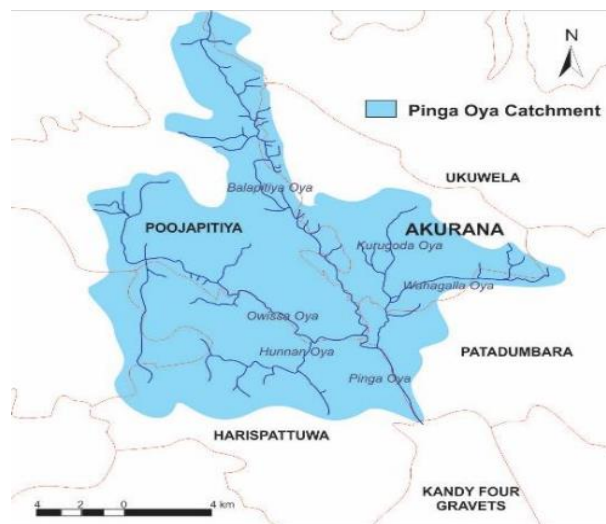 N
Pinga Oya Catchment
UKUWELA
Balapitiya Oya
POOJAPITIYA
AKURANA
Kurugoda Oya
Wahagalla Oya
Owissa Oya
Hunnan Oya
PATADUMBARA
Pinga Oya
HARISPATTUWA
KANDY FOUR
GRAVETS
4 2 0 4 km